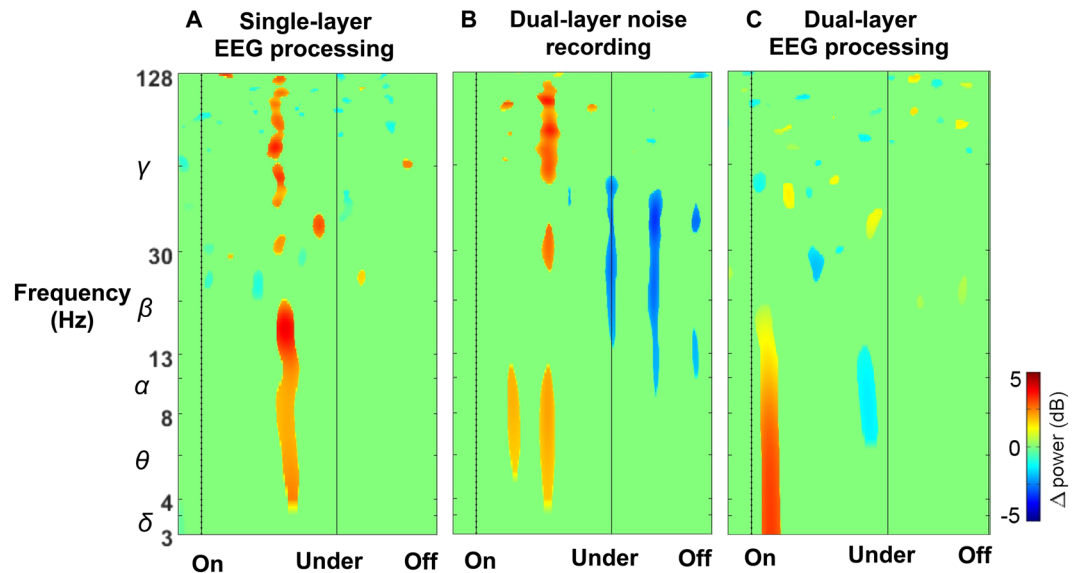 A Single-layer EEG processing
B Dual-layer noise recording
C Dual-layer EEG processing
128
γ
30
Frequency (Hz)
β
13
α
8
θ
4
δ
3
On Under Off
On Under Off
On Under Off
5
0
-5
Δ power (dB)